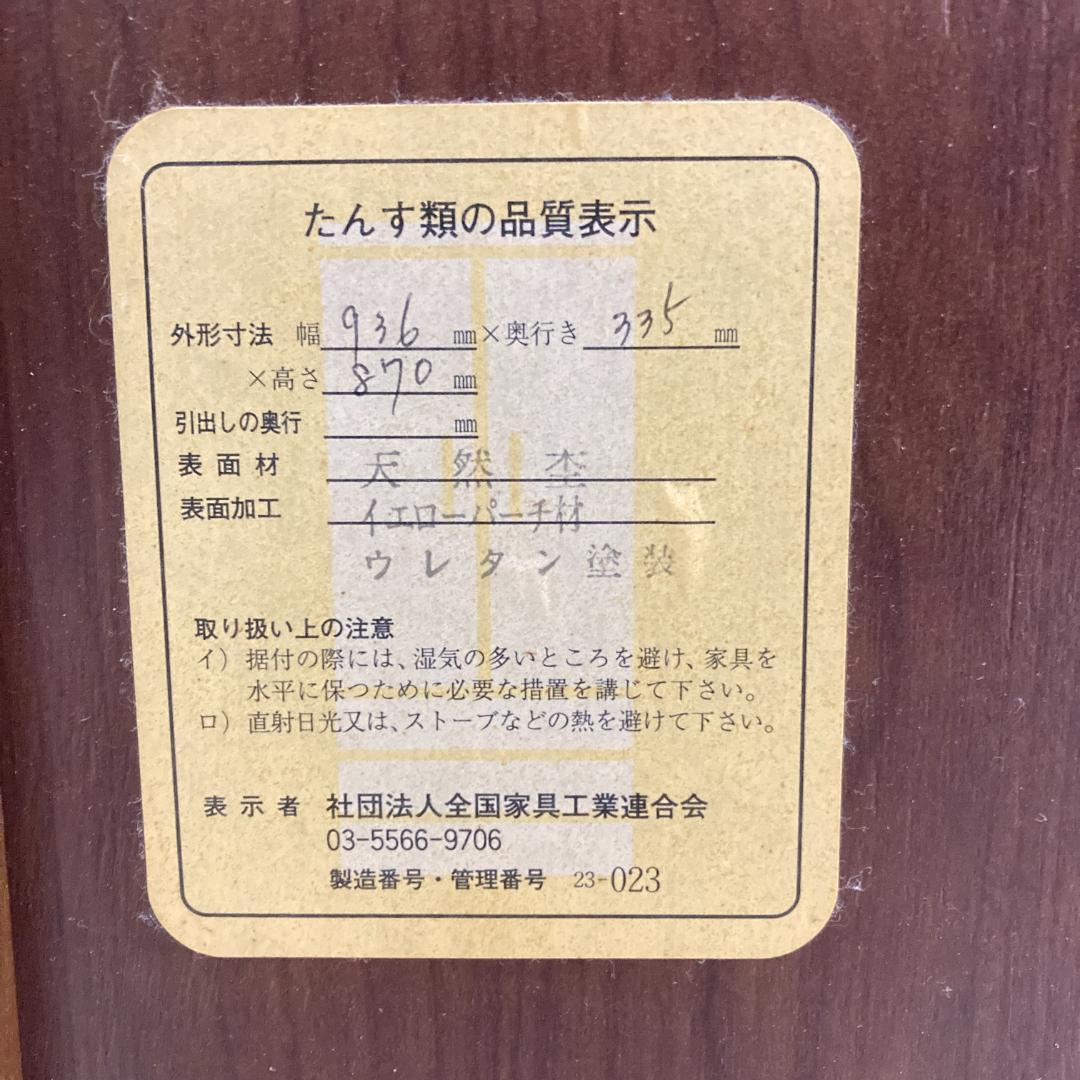 たんす類の品質表示
外形寸法 幅 936 mm×奥行き 335 mm
×高さ 870 mm
引出しの奥行 mm
表面材 天然杢
表面加工 イエローパーチ材
ウレタン塗装
取り扱い上の注意
イ) 据付の際には、湿気の多いところを避け、家具を
水平に保つために必要な措置を講じて下さい。
ロ) 直射日光又は、ストーブなどの熱を避けて下さい。
表示者 社団法人全国家具工業連合会
03-5566-9706
製造番号・管理番号 23-023